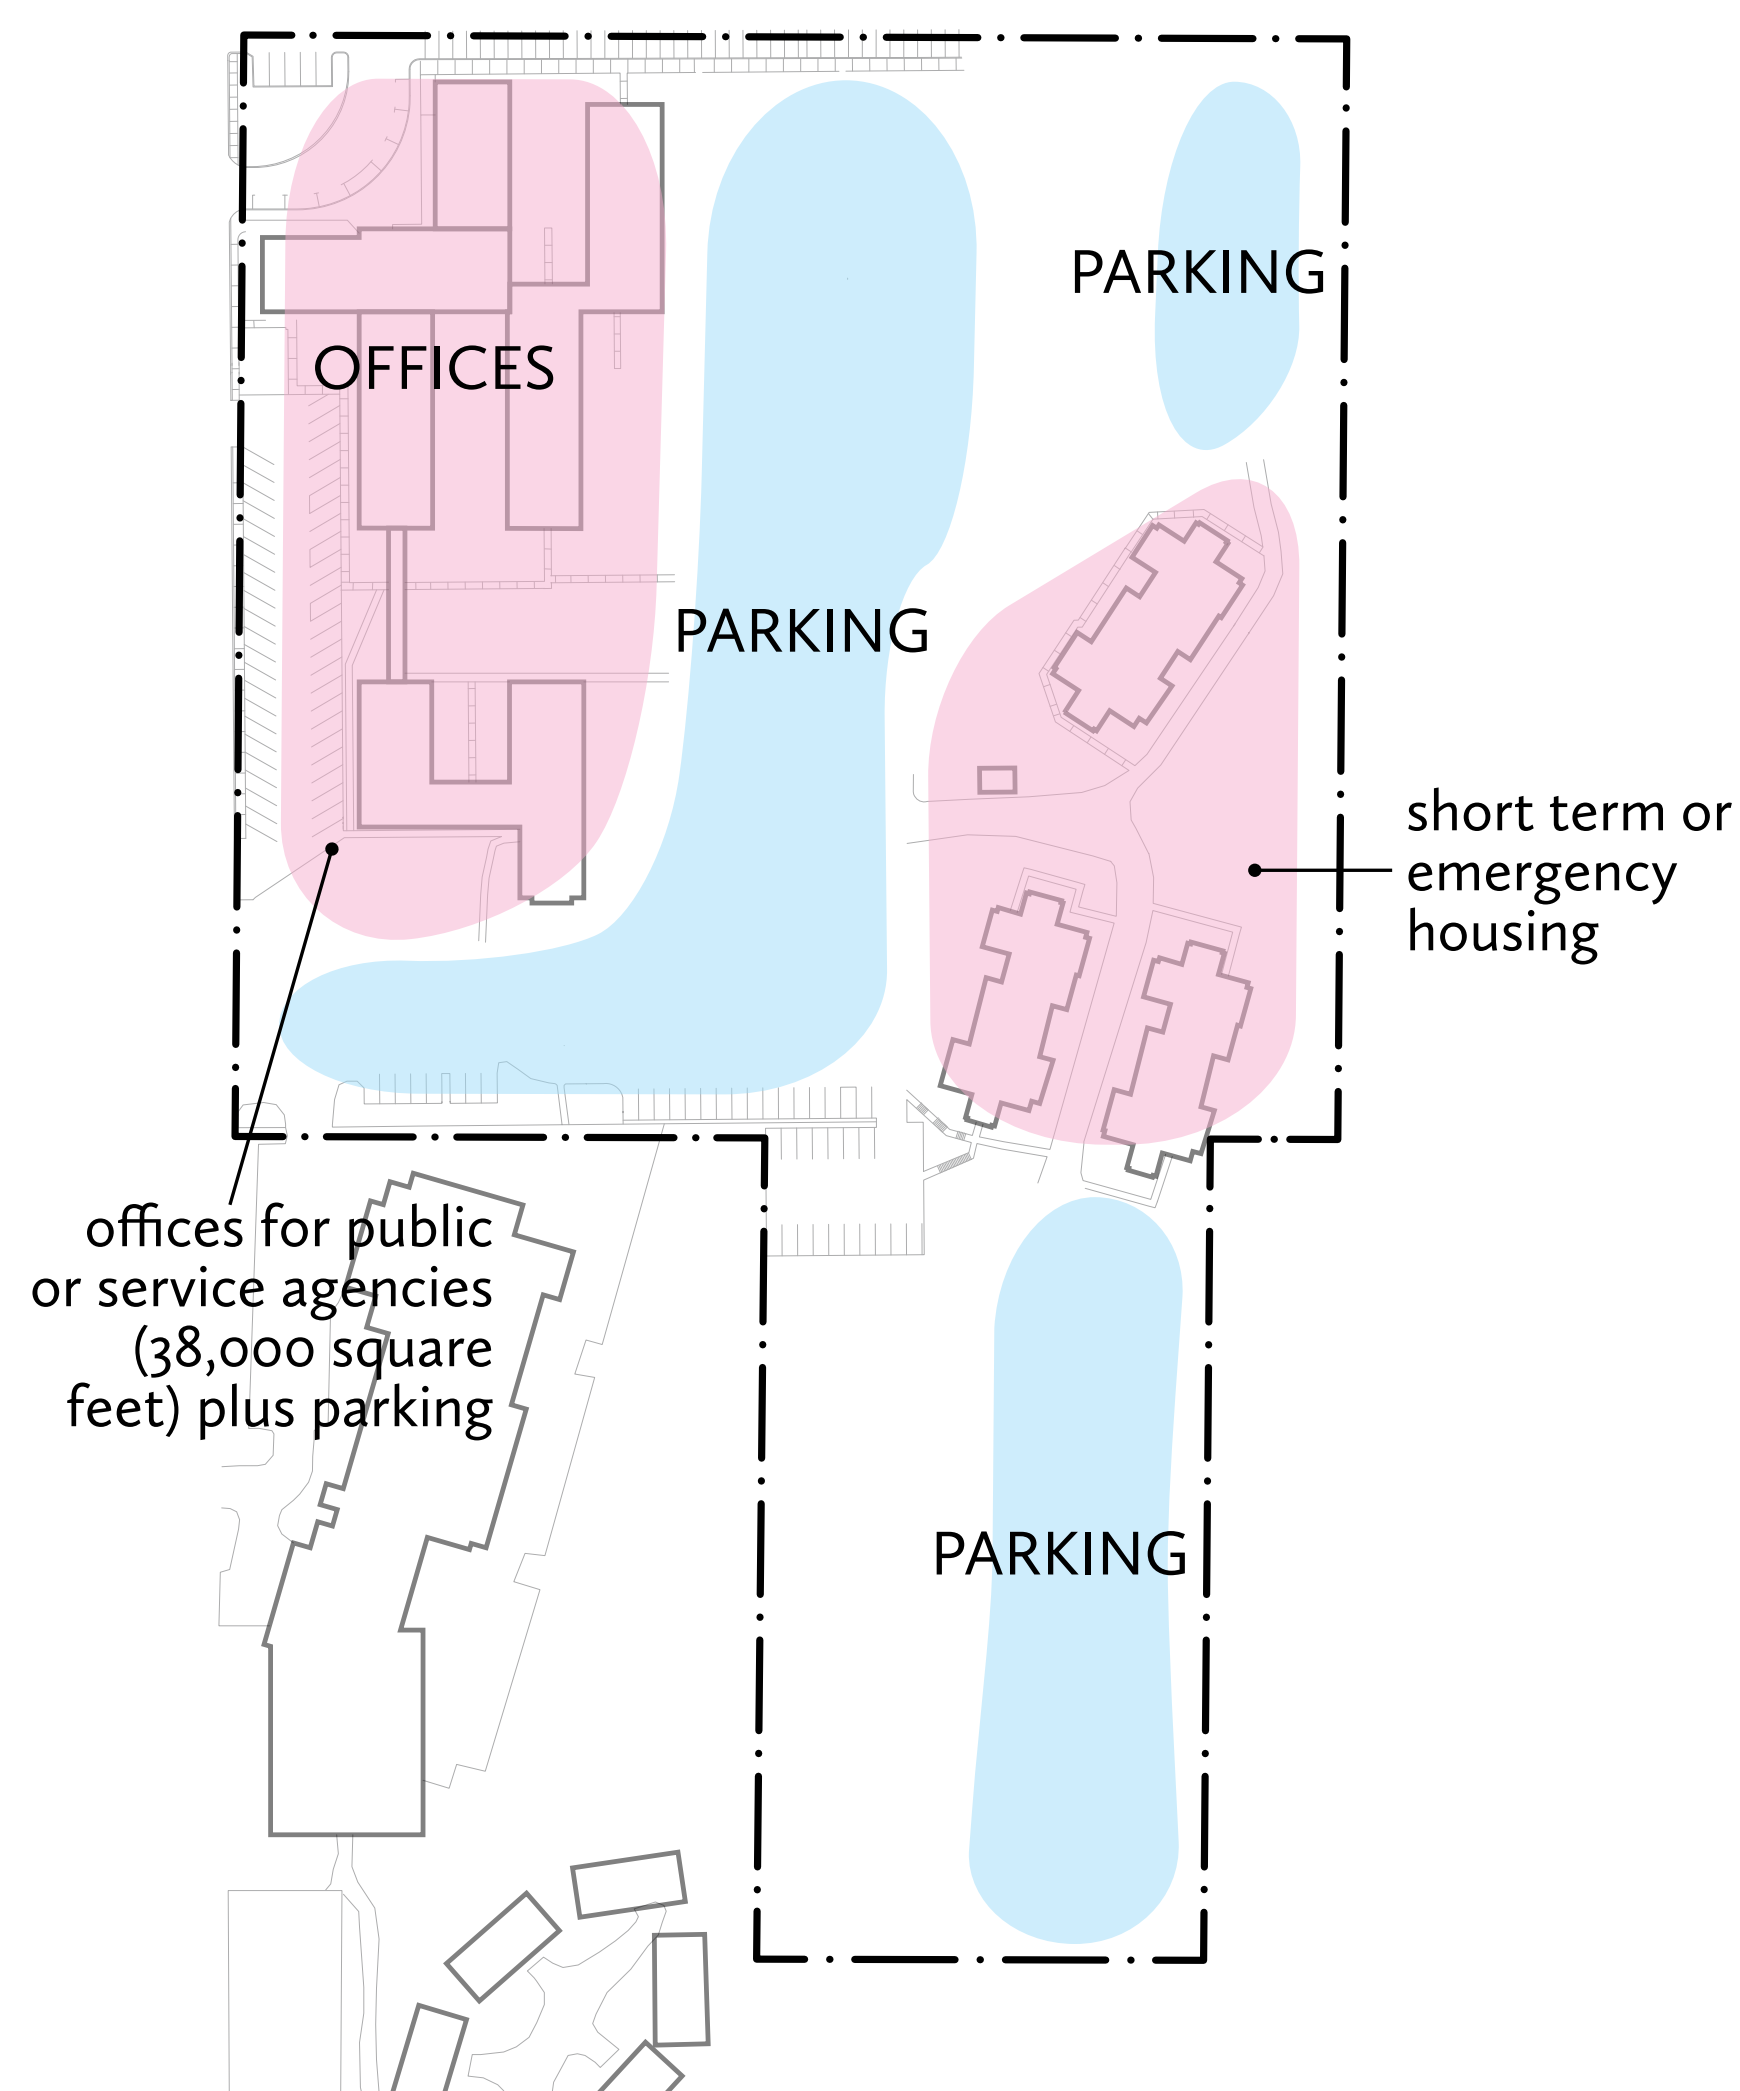 PARKING
OFFICES
PARKING
short term or
emergency
housing
offices for public
or service agencies
(38,000 square
feet) plus parking
PARKING